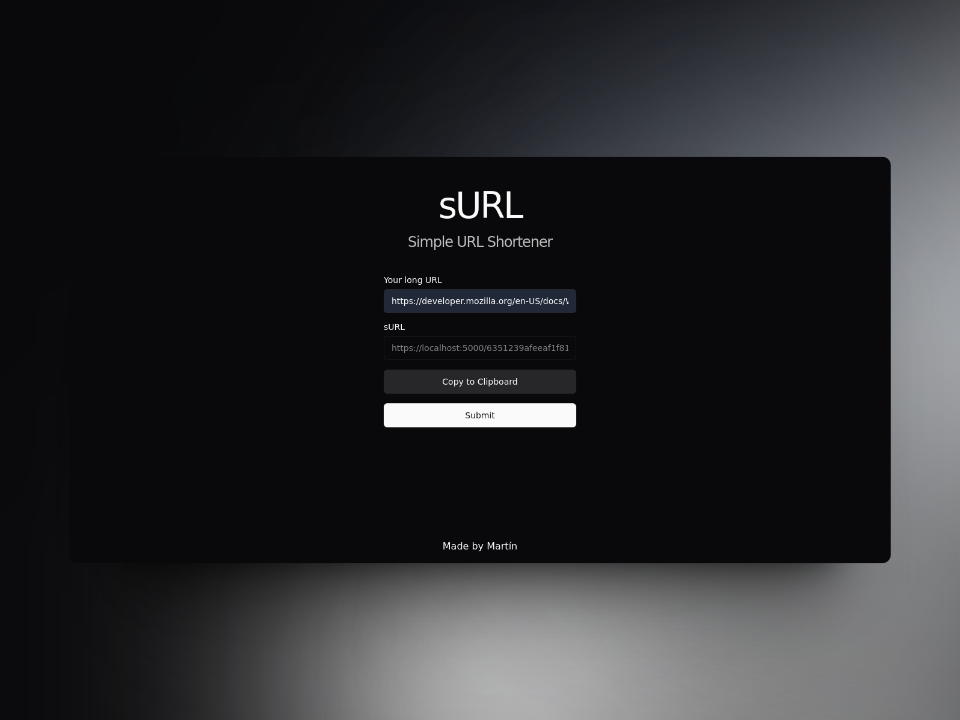 sURL
Simple URL Shortener
Your long URL
https://developer.mozilla.org/en-US/docs/
sURL
https://localhost:5000/6351239afeeaf1f81
Copy to Clipboard
Submit
Made by Martín